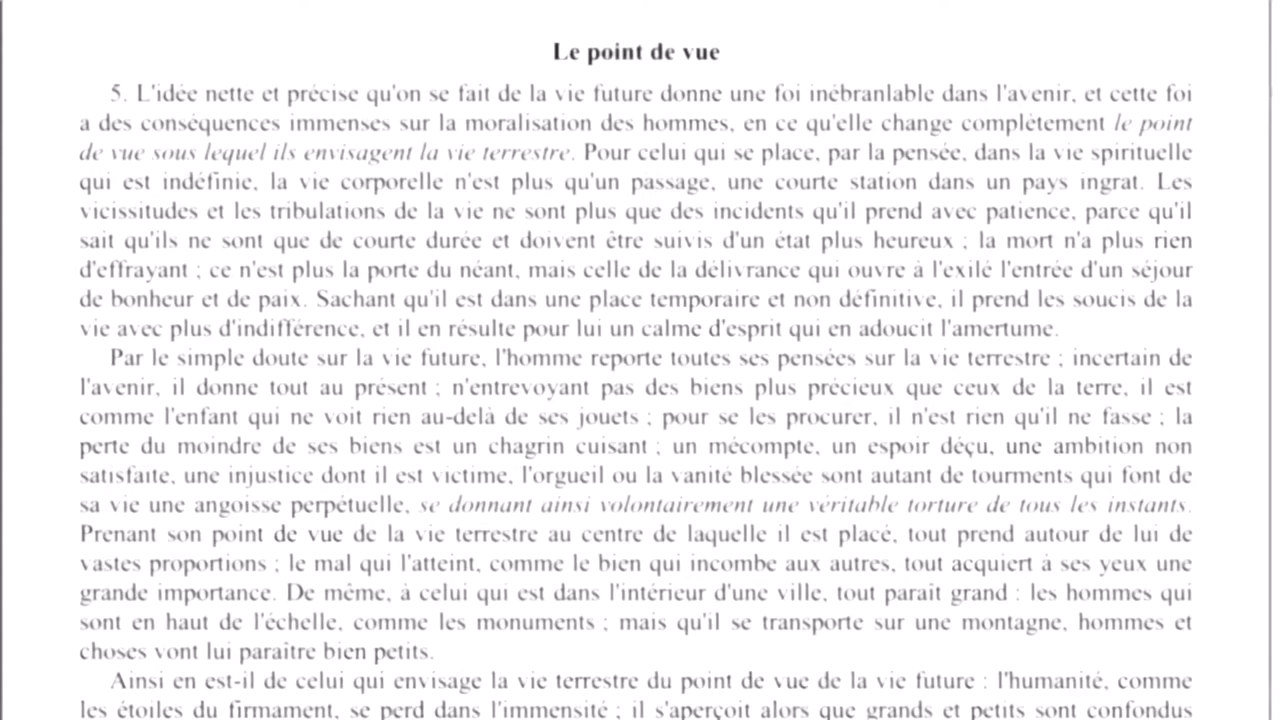 Le point de vue
5. L'idée nette et précise qu'on se fait de la vie future donne une foi inébranlable dans l'avenir, et cette foi
a des conséquences immenses sur la moralisation des hommes, en ce qu'elle change complètement le point
de vue sous lequel ils envisagent la vie terrestre. Pour celui qui se place, par la pensée, dans la vie spirituelle
qui est indéfinie, la vie corporelle n'est plus qu'un passage, une courte station dans un pays ingrat. Les
vicissitudes et les tribulations de la vie ne sont plus que des incidents qu'il prend avec patience, parce qu'il
sait qu'ils ne sont que de courte durée et doivent être suivis d'un état plus heureux ; la mort n'a plus rien
d'effrayant ; ce n'est plus la porte du néant, mais celle de la délivrance qui ouvre à l'exilé l'entrée d'un séjour
de bonheur et de paix. Sachant qu'il est dans une place temporaire et non définitive, il prend les soucis de la
vie avec plus d'indifférence, et il en résulte pour lui un calme d'esprit qui en adoucit l'amertume.
Par le simple doute sur la vie future, l'homme reporte toutes ses pensées sur la vie terrestre ; incertain de
l'avenir, il donne tout au présent ; n'entrevoyant pas des biens plus précieux que ceux de la terre, il est
comme l'enfant qui ne voit rien au-delà de ses jouets ; pour se les procurer, il n'est rien qu'il ne fasse ; la
perte du moindre de ses biens est un chagrin cuisant ; un mécompte, un espoir déçu, une ambition non
satisfaite, une injustice dont il est victime, l'orgueil ou la vanité blessée sont autant de tourments qui font de
sa vie une angoisse perpétuelle, se donnant ainsi volontairement une véritable torture de tous les instants.
Prenant son point de vue de la vie terrestre au centre de laquelle il est placé, tout prend autour de lui de
vastes proportions ; le mal qui l'atteint, comme le bien qui incombe aux autres, tout acquiert à ses yeux une
grande importance. De même, à celui qui est dans l'intérieur d'une ville, tout paraît grand : les hommes qui
sont en haut de l'échelle, comme les monuments ; mais qu'il se transporte sur une montagne, hommes et
choses vont lui paraître bien petits.
Ainsi en est-il de celui qui envisage la vie terrestre du point de vue de la vie future : l'humanité, comme
les étoiles du firmament, se perd dans l'immensité ; il s'aperçoit alors que grands et petits sont confondus